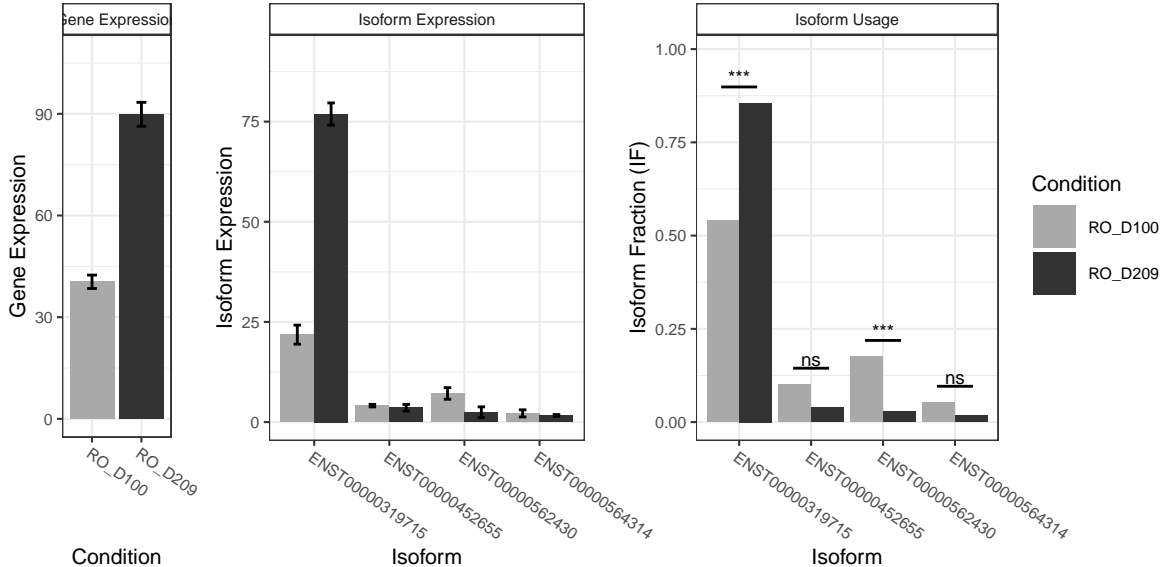 Gene Expression
Isoform Expression
Isoform Usage
Gene Expression
90
60
30
0
RO_D100
RO_D209
Condition
Isoform Expression
75
50
25
0
ENST00000319715
ENST00000452655
ENST00000562430
ENST00000564314
Isoform
Isoform Fraction (IF)
1.00
0.75
0.50
0.25
0.00
***
ns
***
ns
ENST00000319715
ENST00000452655
ENST00000562430
ENST00000564314
Isoform
Condition
RO_D100
RO_D209